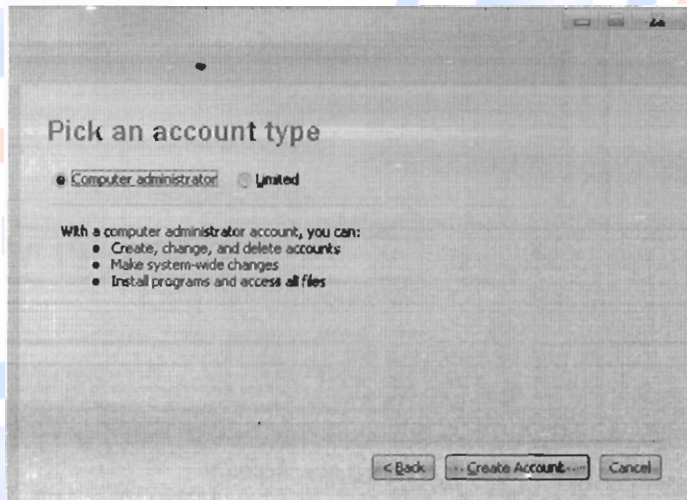 Pick an account type
Computer administrator Limited
With a computer administrator account, you can:
Create, change, and delete accounts
Make system-wide changes
Install programs and access all files
< Back Create Account Cancel